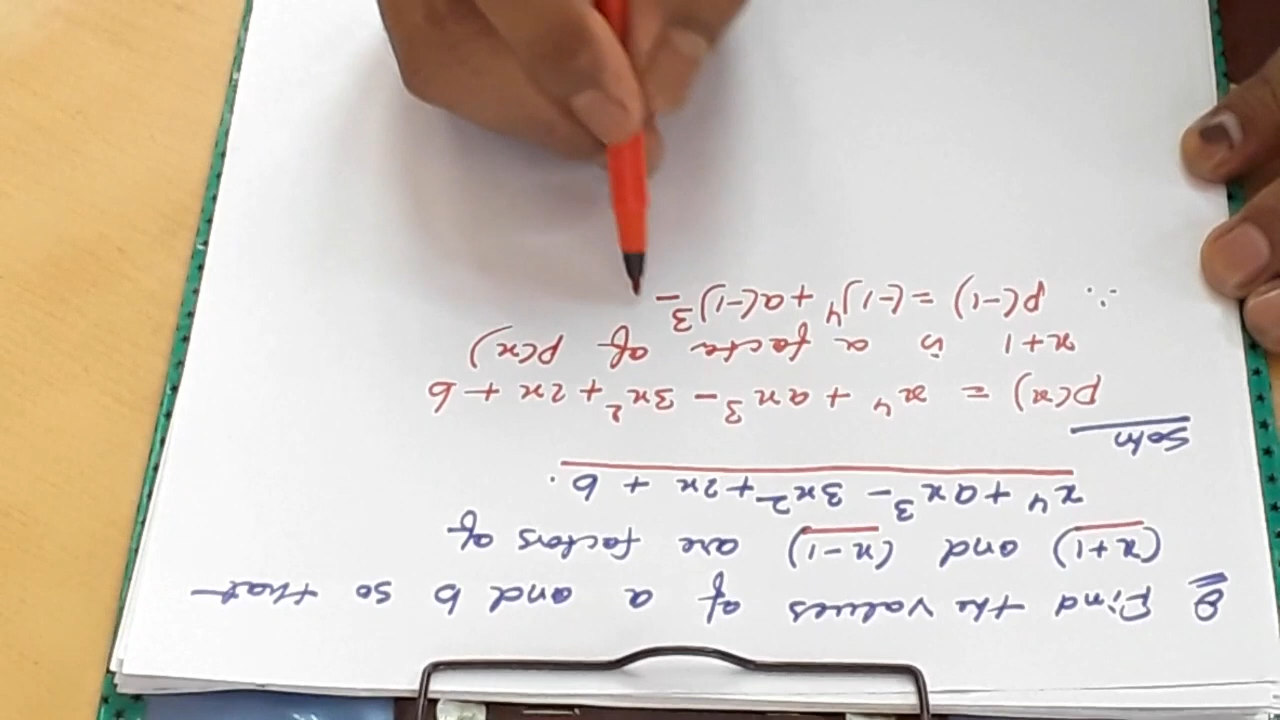 Q Find the values of a and b so that
(x+1) and (x-1) are factors of
x⁴ + ax³ - 3x² + 2x + b.
Soln
p(x) = x⁴ + ax³ - 3x² + 2x + b
x+1 is a facto of p(x)
∴ p(-1) = (-1)⁴ + a(-1)³ -